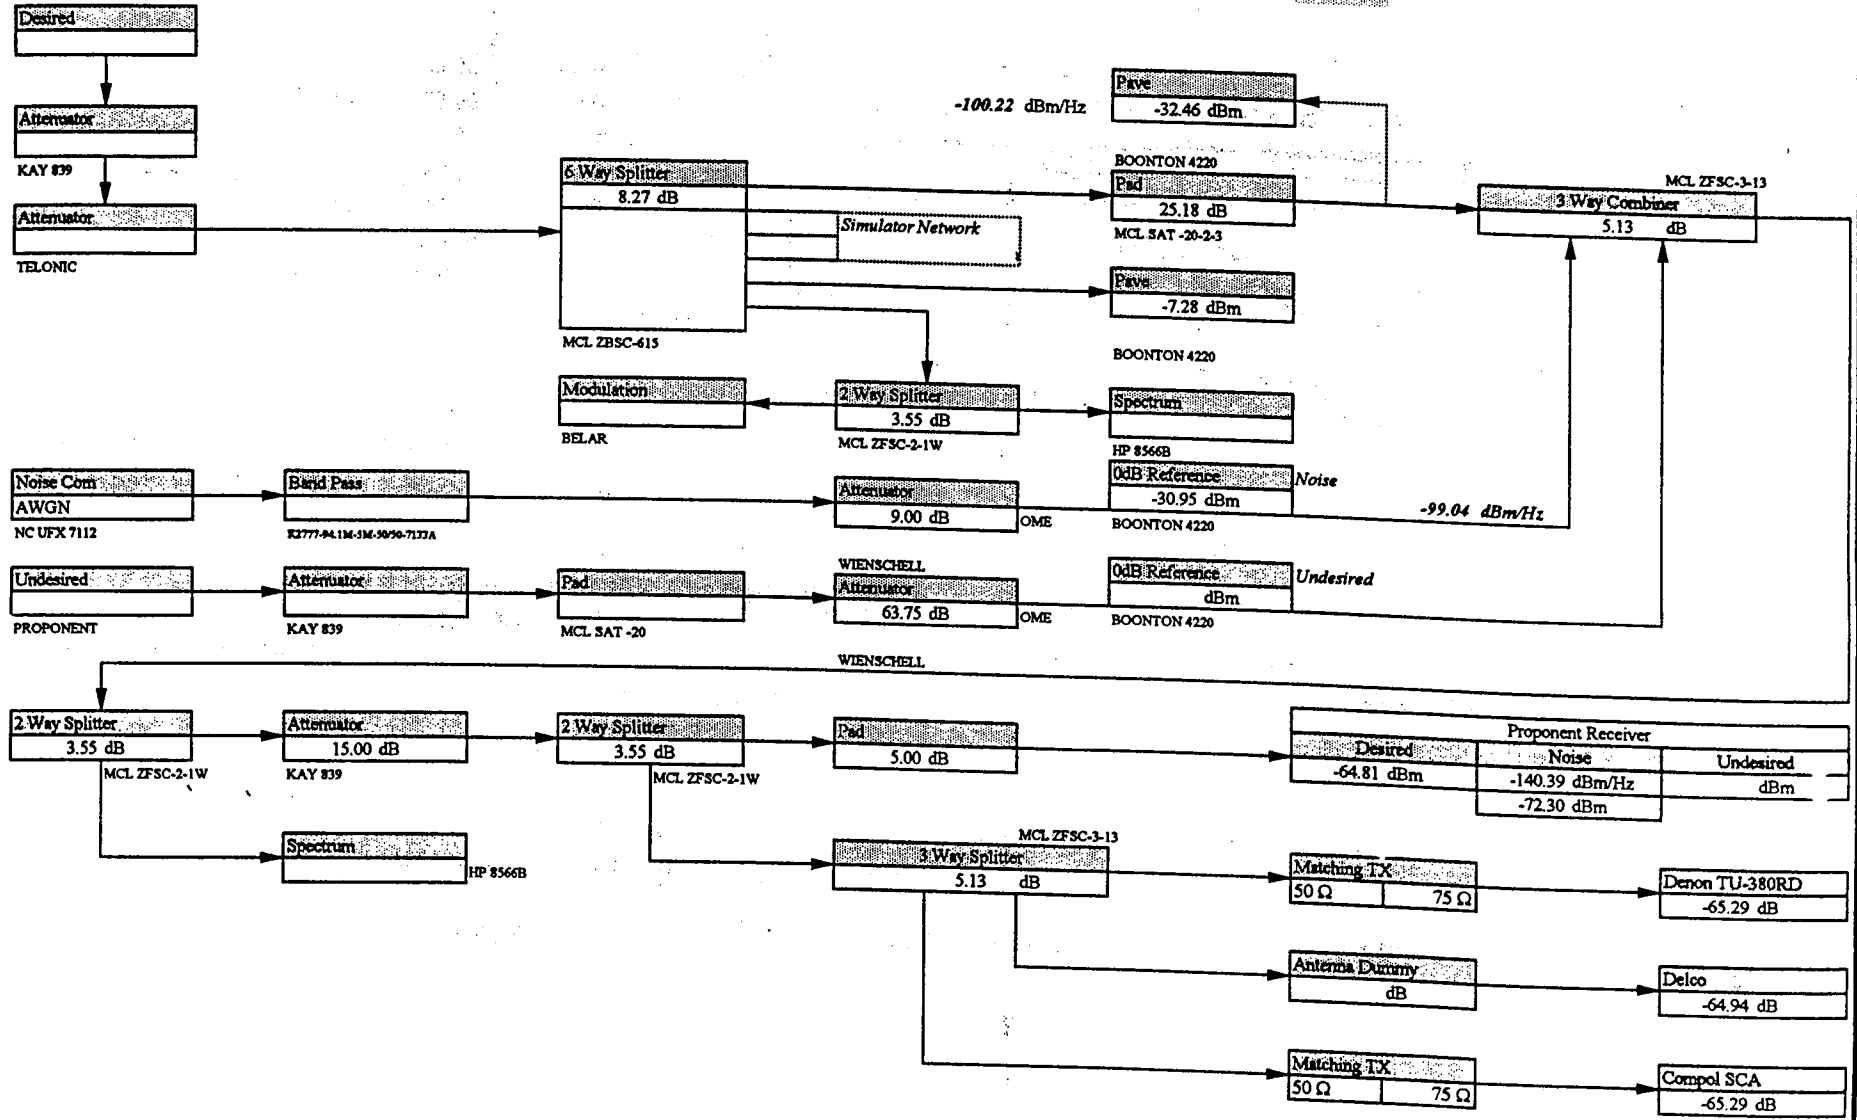 Desired
Attenuator
KAY 839
Attenuator
TELONIC
6 Way Splitter
8.27 dB
MCL ZBSC-615
Simulator Network
-100.22 dBm/Hz
Pave
-32.46 dBm
BOONTON 4220
Pad
25.18 dB
MCL SAT -20-2-3
MCL ZFSC-3-13
3 Way Combiner
5.13 dB
Pave
-7.28 dBm
BOONTON 4220
Modulation
BELAR
2 Way Splitter
3.55 dB
MCL ZFSC-2-1W
Spectrum
HP 8566B
Noise Com
AWGN
NC UFX 7112
Band Pass
K2777-94.1M-5M-50/50-7133A
Attenuator
9.00 dB
OME
WIENSCHELL
0dB Reference
-30.95 dBm
BOONTON 4220
Noise
-99.04 dBm/Hz
Undesired
PROPONENT
Attenuator
KAY 839
Pad
MCL SAT -20
Attenuator
63.75 dB
OME
WIENSCHELL
0dB Reference
dBm
BOONTON 4220
Undesired
2 Way Splitter
3.55 dB
MCL ZFSC-2-1W
Attenuator
15.00 dB
KAY 839
2 Way Splitter
3.55 dB
MCL ZFSC-2-1W
Pad
5.00 dB
Proponent Receiver
Desired Noise Undesired
-64.81 dBm -140.39 dBm/Hz dBm
-72.30 dBm
Spectrum
HP 8566B
MCL ZFSC-3-13
3 Way Splitter
5.13 dB
Matching TX
50 Ω 75 Ω
Denon TU-380RD
-65.29 dB
Antenna Dummy
dB
Delco
-64.94 dB
Matching TX
50 Ω 75 Ω
Compol SCA
-65.29 dB